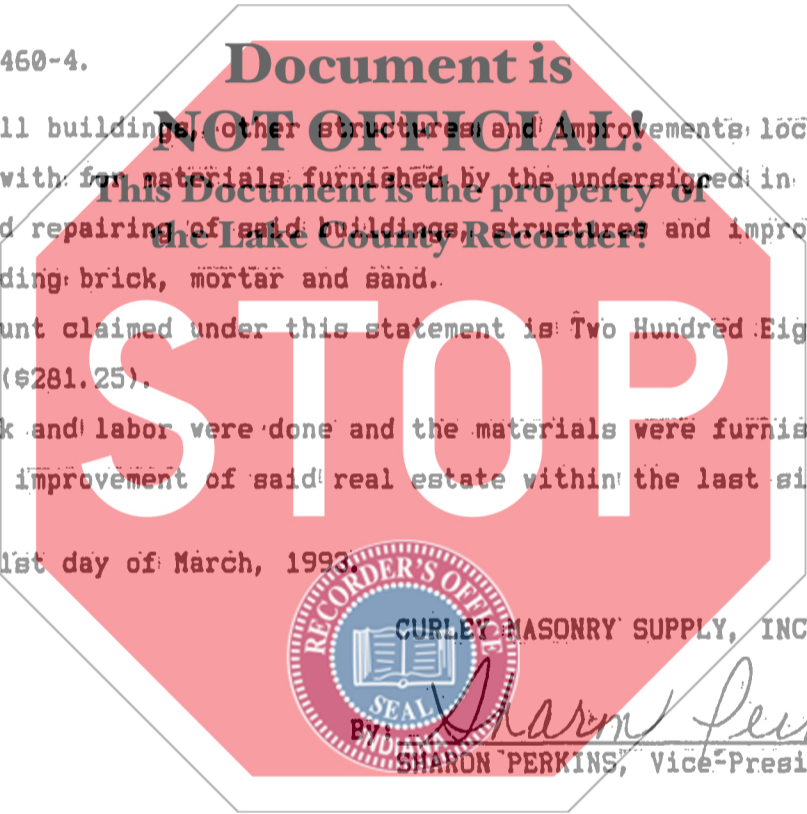 460-4.
Document is
NOT OFFICIAL!
ll buildings, other structures and improvements loc
This Document is the property of
with for materials furnished by the undersigned in
the Lake County Recorder!
d repairing of said buildings, structures and impro
ding brick, mortar and sand.
unt claimed under this statement is Two Hundred Eig
($281.25).
STOP
k and labor were done and the materials were furnis
improvement of said real estate within the last si
1st day of March, 1993.
RECORDER'S OFFICE
SEAL
INDIANA
CURLEY MASONRY SUPPLY, INC
BY: Sharon Perk
SHARON PERKINS, Vice-Presi